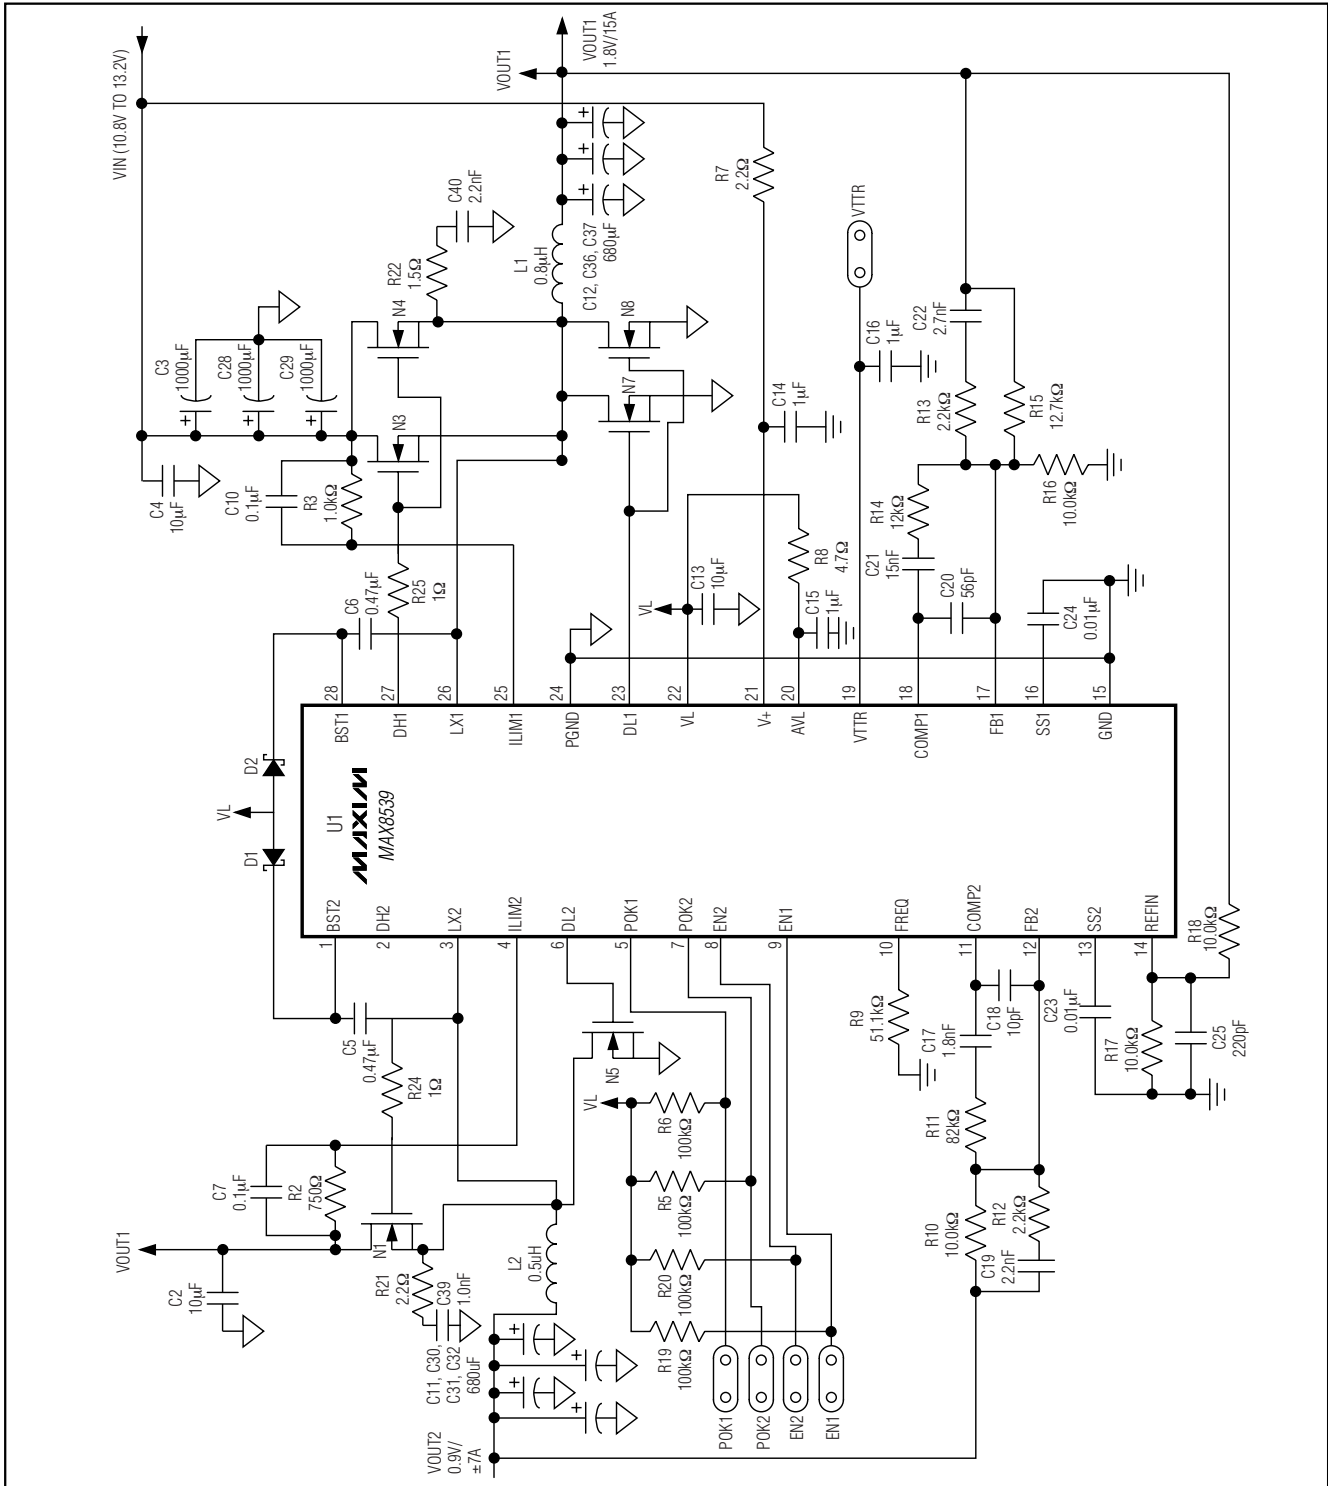 VIN (10.8V TO 13.2V)
VOUT1
VOUT1
1.8V/15A
C3
1000µF
C28
1000µF
C29
1000µF
C4
10µF
C10
0.1µF
R3
1.0kΩ
N3
N4
R22
1.5Ω
C40
2.2nF
L1
0.8µH
C12, C36, C37
680µF
N7
N8
C6
0.47µF
R25
1Ω
VL
C13
10µF
R8
4.7Ω
C15
1µF
C14
1µF
R7
2.2Ω
VTTR
C16
1µF
C22
2.7nF
R13
2.2kΩ
R15
12.7kΩ
R14
12kΩ
R16
10.0kΩ
C21
15nF
C20
56pF
C24
0.01µF
28
27
26
25
24
23
22
21
20
19
18
17
16
15
BST1
DH1
LX1
ILIM1
PGND
DL1
VL
V+
AVL
VTTR
COMP1
FB1
SS1
GND
D2
VL
D1
U1
MAXIM
MAX8539
BST2
DH2
LX2
ILIM2
DL2
POK1
POK2
EN2
EN1
FREQ
COMP2
FB2
SS2
REFIN
1
2
3
4
6
5
7
8
9
10
11
12
13
14
R18
10.0kΩ
C5
0.47µF
R24
1Ω
N5
VL
R6
100kΩ
R5
100kΩ
R20
100kΩ
R19
100kΩ
R9
51.1kΩ
C17
1.8nF
C18
10pF
C23
0.01µF
R17
10.0kΩ
C25
220pF
R11
82kΩ
R10
10.0kΩ
R12
2.2kΩ
C19
2.2nF
C7
0.1µF
R2
750Ω
VOUT1
C2
10µF
N1
R21
2.2Ω
C39
1.0nF
L2
0.5uH
C11, C30,
C31, C32
680uF
VOUT2
0.9V/
±7A
POK1
POK2
EN2
EN1